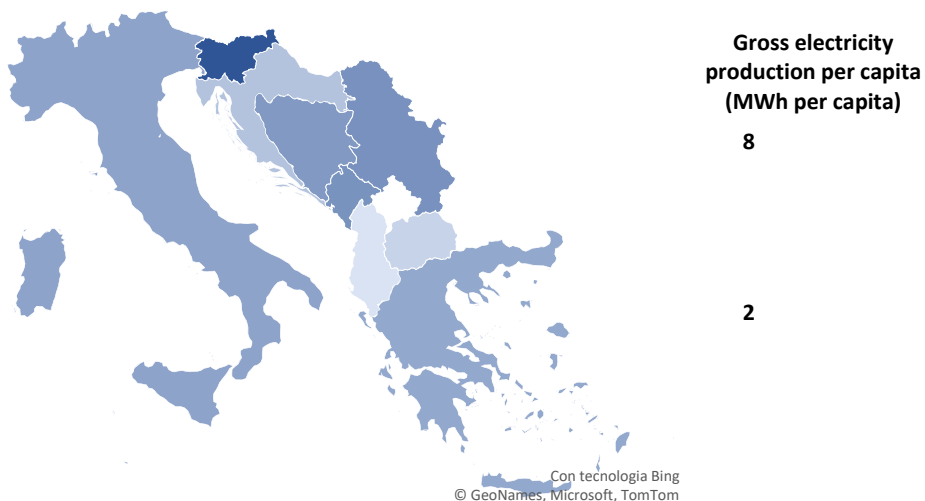 Gross electricity
production per capita
(MWh per capita)
8
2
Con tecnologia Bing
© GeoNames, Microsoft, TomTom